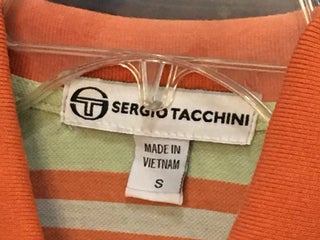 SERGIO TACCHINI
MADE IN
VIETNAM
S